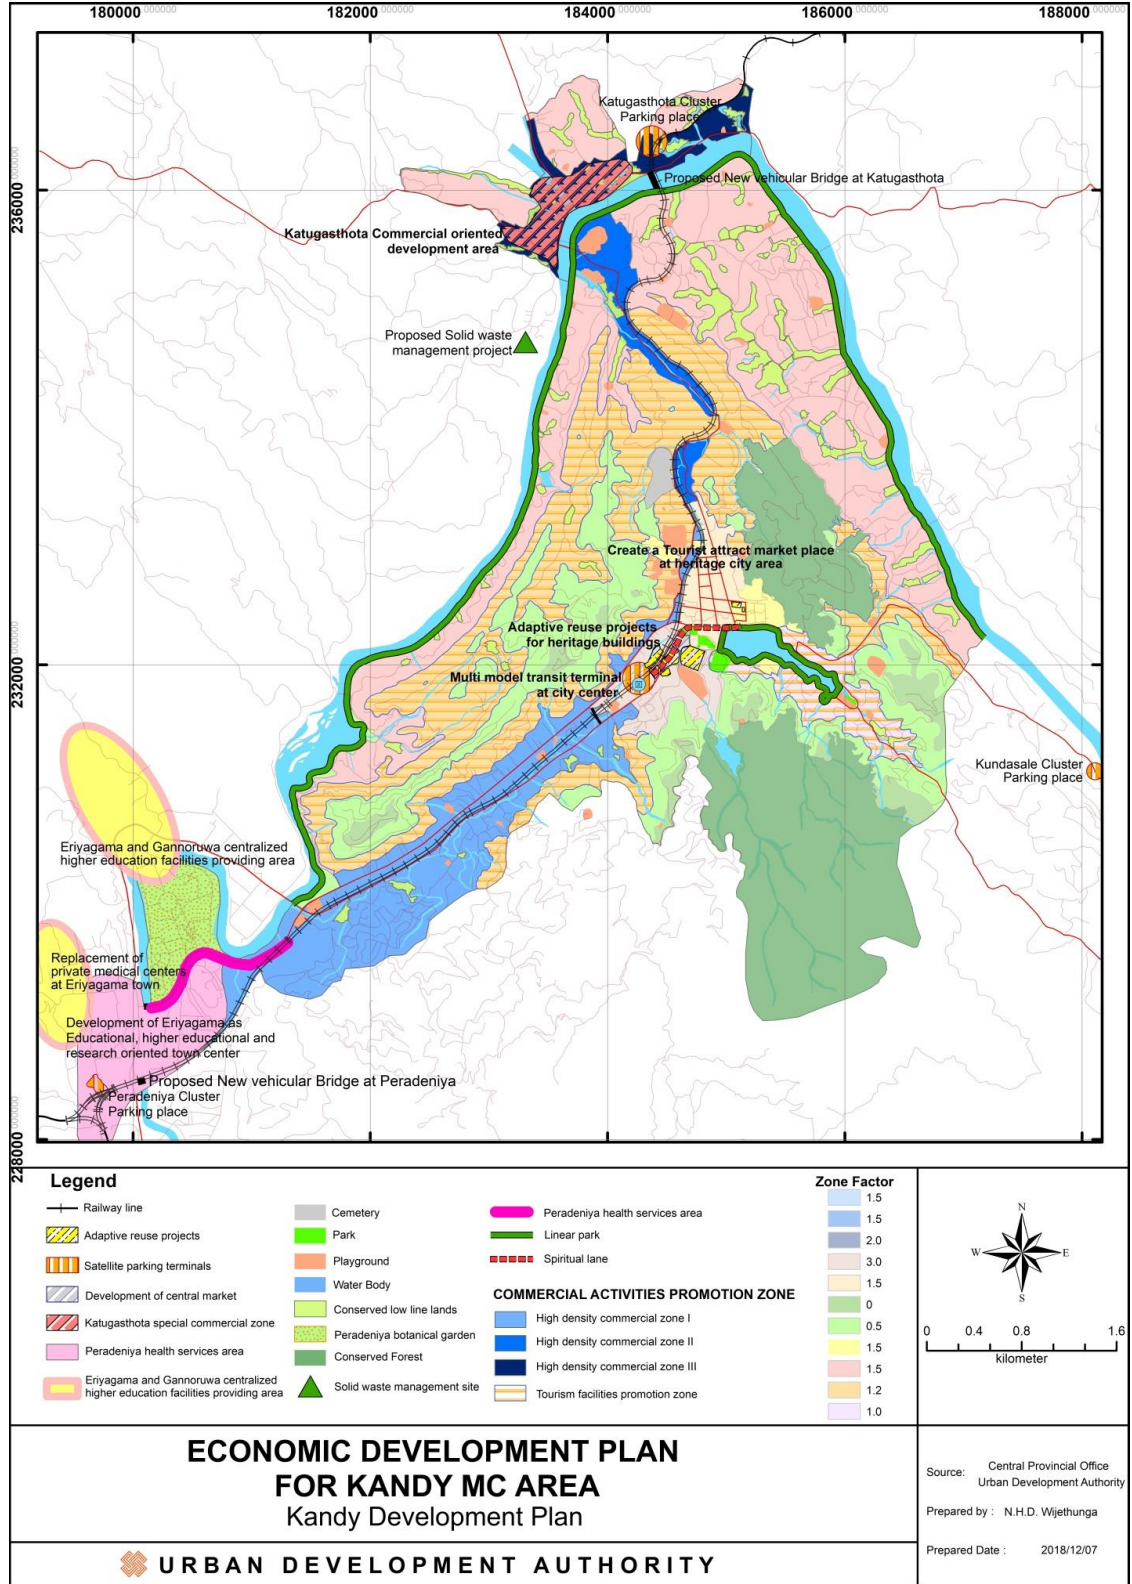 180000 000000 182000 000000 184000 000000 186000 000000 188000 000000
236000 000000
232000 000000
228000 000000
Katugasthota Cluster
Parking place
Proposed New vehicular Bridge at Katugasthota
Katugasthota Commercial oriented
development area
Proposed Solid waste
management project
Create a Tourist attract market place
at heritage city area
Adaptive reuse projects
for heritage buildings
Multi model transit terminal
at city center
Kundasale Cluster
Parking place
Eriyagama and Gannoruwa centralized
higher education facilities providing area
Replacement of
private medical centers
at Eriyagama town
Development of Eriyagama as
Educational, higher educational and
research oriented town center
Proposed New vehicular Bridge at Peradeniya
Peradeniya Cluster
Parking place
Legend
Railway line
Adaptive reuse projects
Satellite parking terminals
Development of central market
Katugasthota special commercial zone
Peradeniya health services area
Eriyagama and Gannoruwa centralized
higher education facilities providing area
Cemetery
Park
Playground
Water Body
Conserved low line lands
Peradeniya botanical garden
Conserved Forest
Solid waste management site
Peradeniya health services area
Linear park
Spiritual lane
COMMERCIAL ACTIVITIES PROMOTION ZONE
High density commercial zone I
High density commercial zone II
High density commercial zone III
Tourism facilities promotion zone
Zone Factor
1.5
1.5
2.0
3.0
1.5
0
0.5
1.5
1.5
1.2
1.0
N
W E
S
0 0.4 0.8 1.6
kilometer
ECONOMIC DEVELOPMENT PLAN
FOR KANDY MC AREA
Kandy Development Plan
URBAN DEVELOPMENT AUTHORITY
Source: Central Provincial Office
Urban Development Authority
Prepared by : N.H.D. Wijethunga
Prepared Date : 2018/12/07